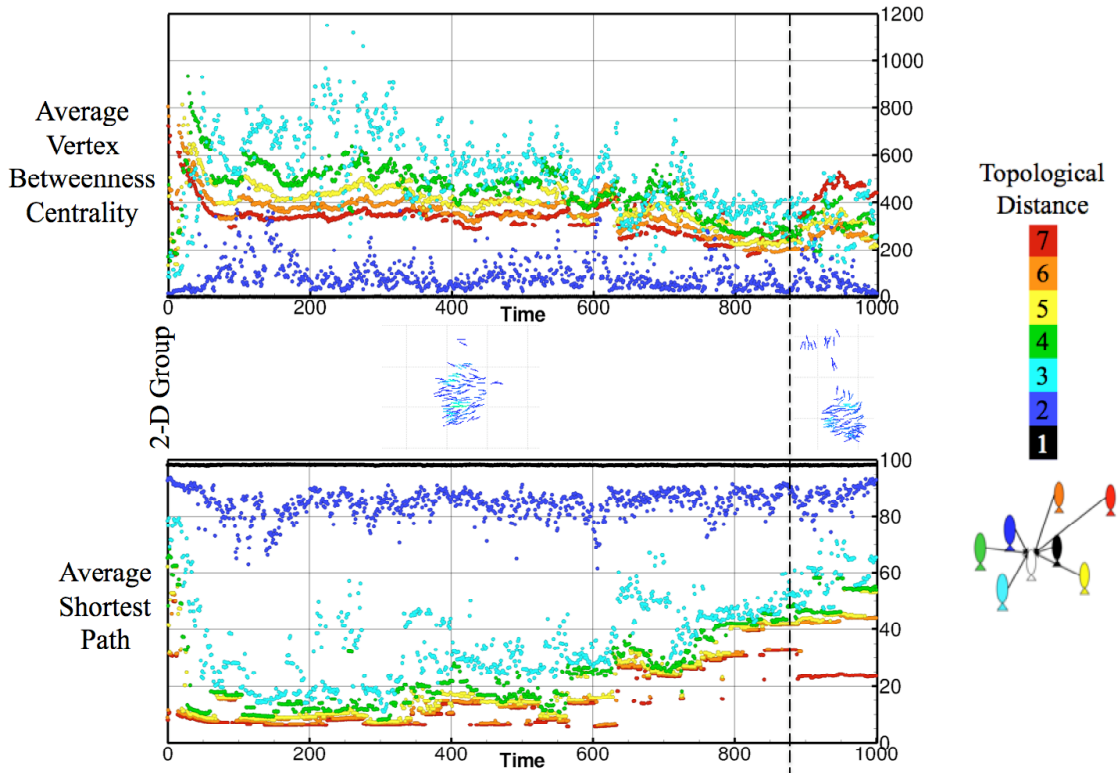 1200
1000
800
600
400
200
0
Average
Vertex
Betweenness
Centrality
0
200
400
Time
600
800
1000
2-D Group
Topological
Distance
7
6
5
4
3
2
1
100
80
60
40
20
0
Average
Shortest
Path
0
200
400
Time
600
800
1000